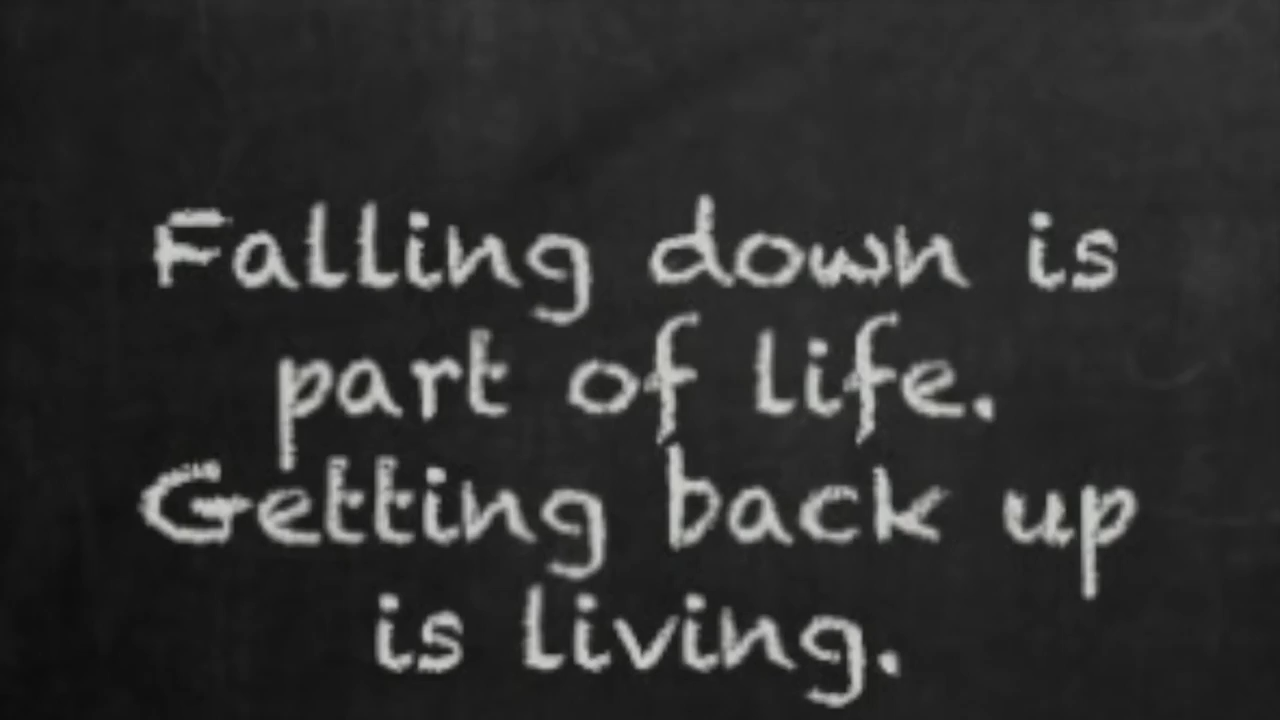 Falling down is
part of life.
Getting back up
is living.